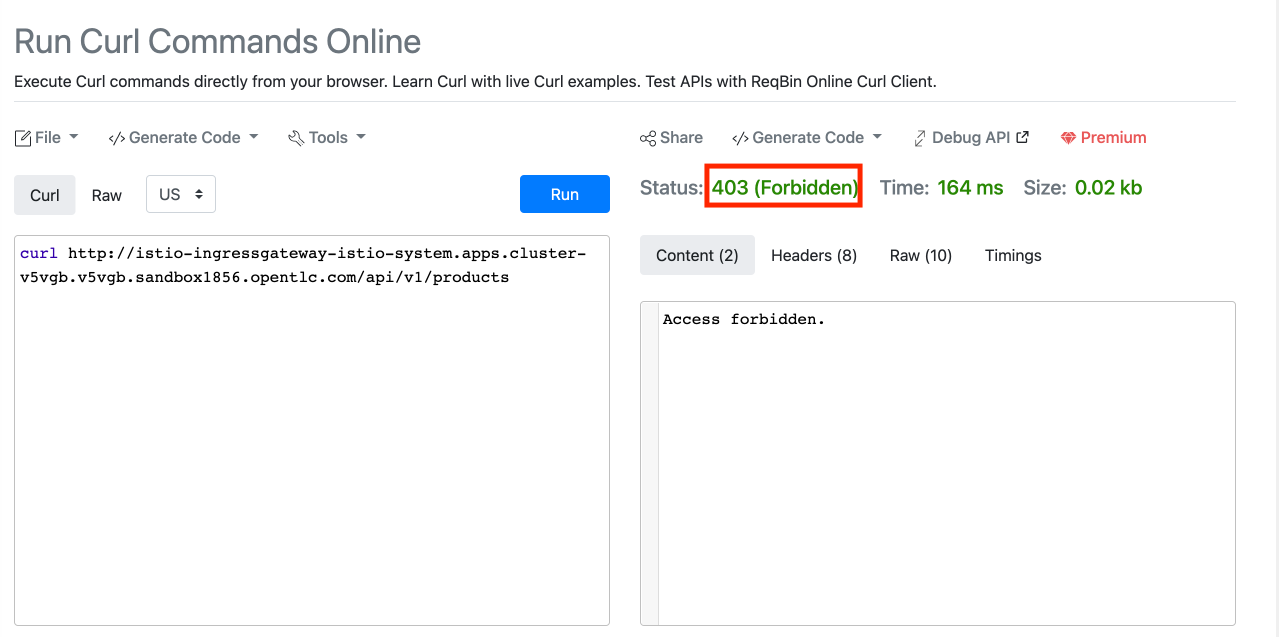 Run Curl Commands Online
Execute Curl commands directly from your browser. Learn Curl with live Curl examples. Test APIs with ReqBin Online Curl Client.
File </> Generate Code Tools
Share </> Generate Code Debug API Premium
Curl Raw US Run
Status: 403 (Forbidden) Time: 164 ms Size: 0.02 kb
curl http://istio-ingressgateway-istio-system.apps.cluster-
v5vgb.v5vgb.sandbox1856.opentlc.com/api/v1/products
Content (2) Headers (8) Raw (10) Timings
Access forbidden.